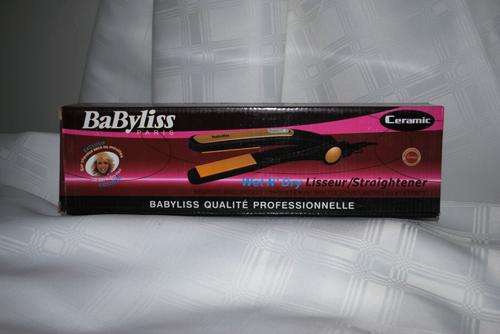 BaByliss
PARIS
Ceramic
Wet N' Dry Lisseur/Straightener
BABYLISS QUALITÉ PROFESSIONNELLE